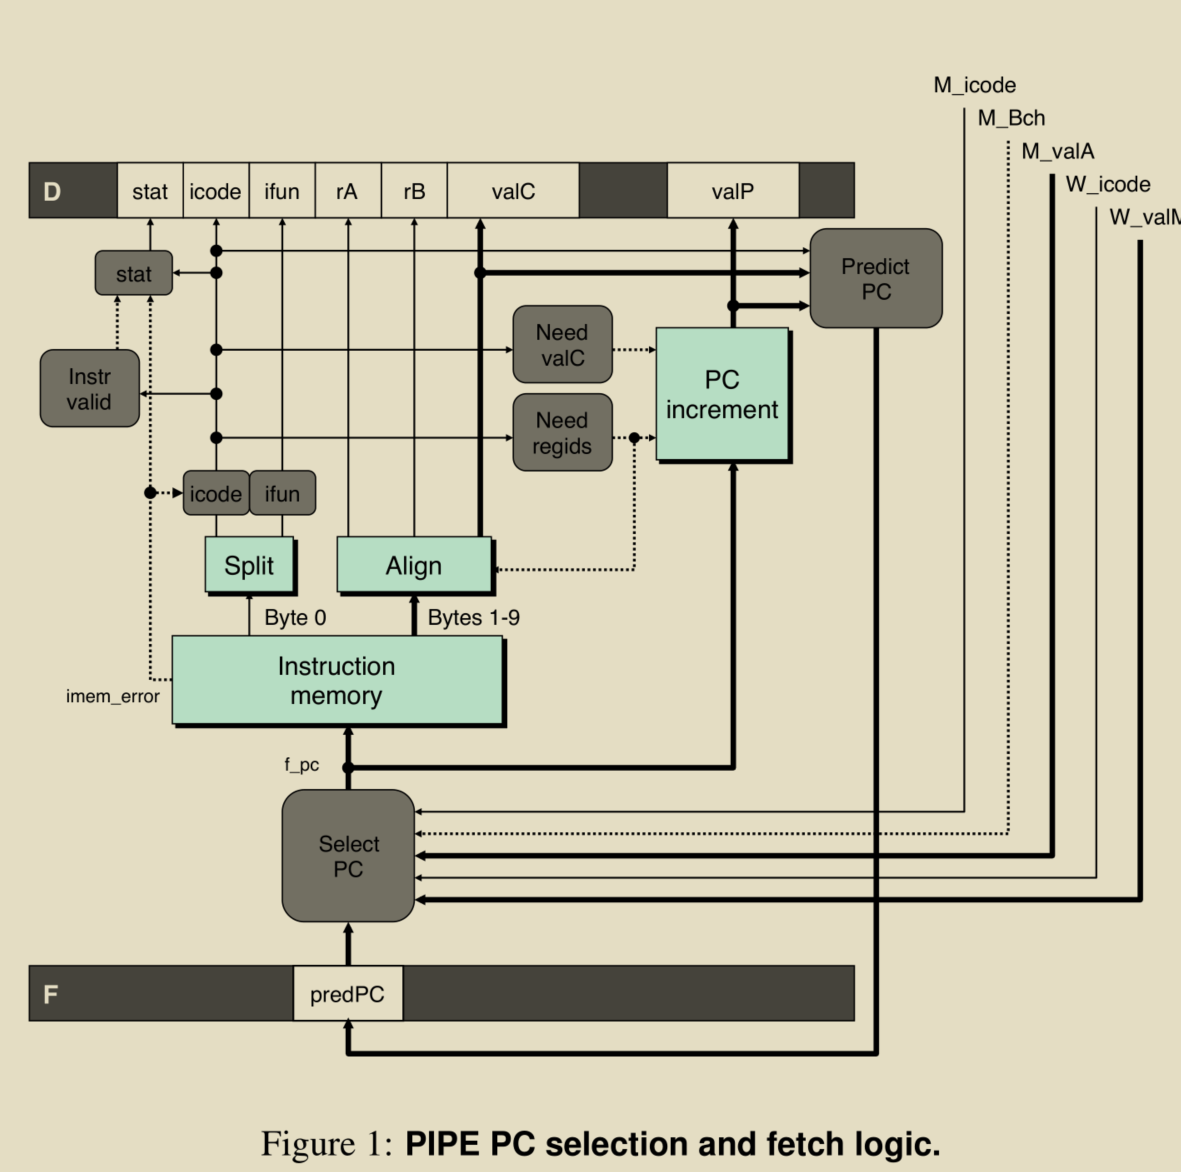 M_icode
M_Bch
M_valA
W_icode
W_valM
D
stat
icode
ifun
rA
rB
valC
valP
stat
Predict
PC
Need
valC
Instr
valid
PC
increment
Need
regids
icode
ifun
Split
Align
Byte 0
Bytes 1-9
Instruction
memory
imem_error
f_pc
Select
PC
F
predPC
Figure 1: PIPE PC selection and fetch logic.